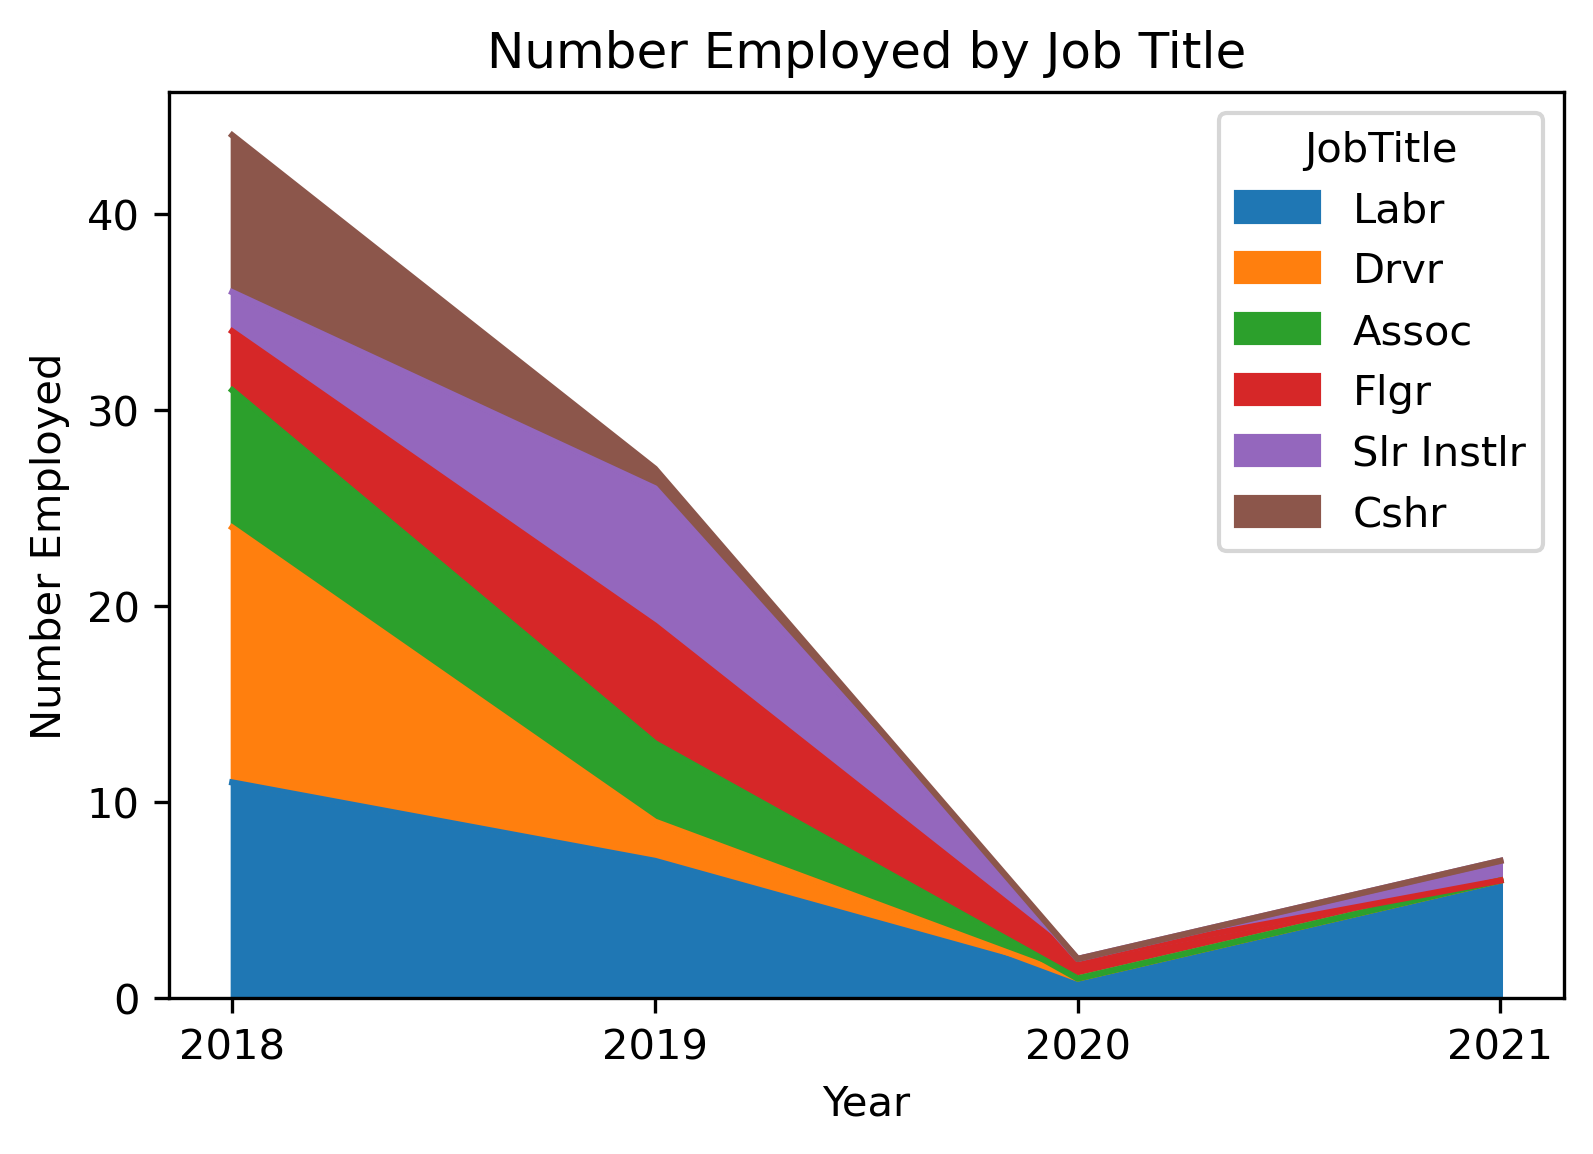 Number Employed by Job Title
Number Employed
40
30
20
10
0
JobTitle
Labr
Drvr
Assoc
Flgr
Slr Instlr
Cshr
2018 2019 2020 2021
Year